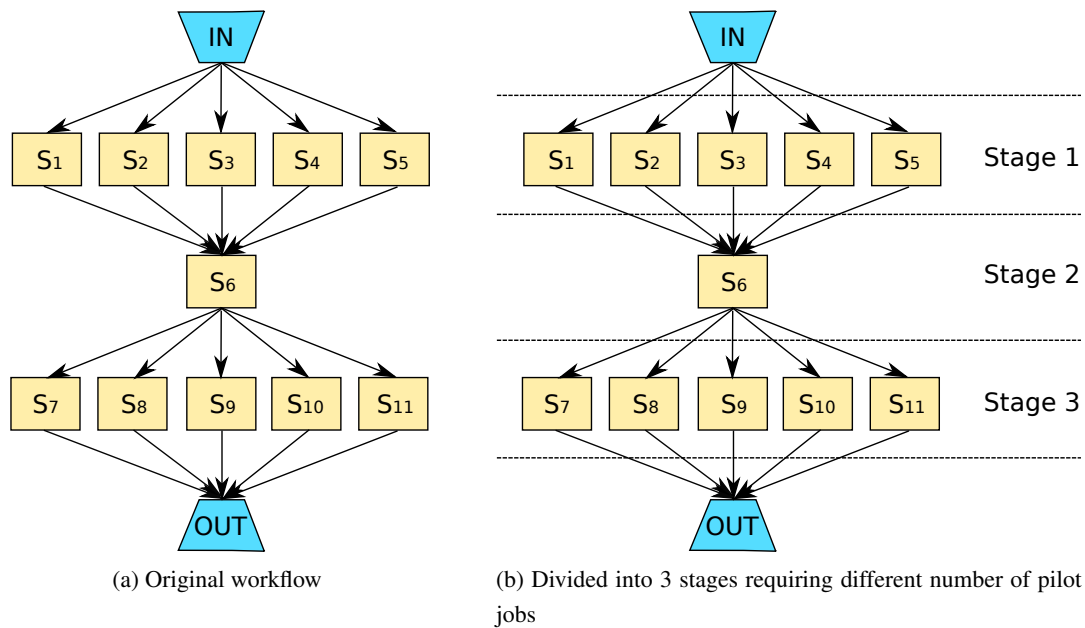 IN
S1 S2 S3 S4 S5
S6
S7 S8 S9 S10 S11
OUT
(a) Original workflow
IN
S1 S2 S3 S4 S5 Stage 1
S6 Stage 2
S7 S8 S9 S10 S11 Stage 3
OUT
(b) Divided into 3 stages requiring different number of pilot
jobs